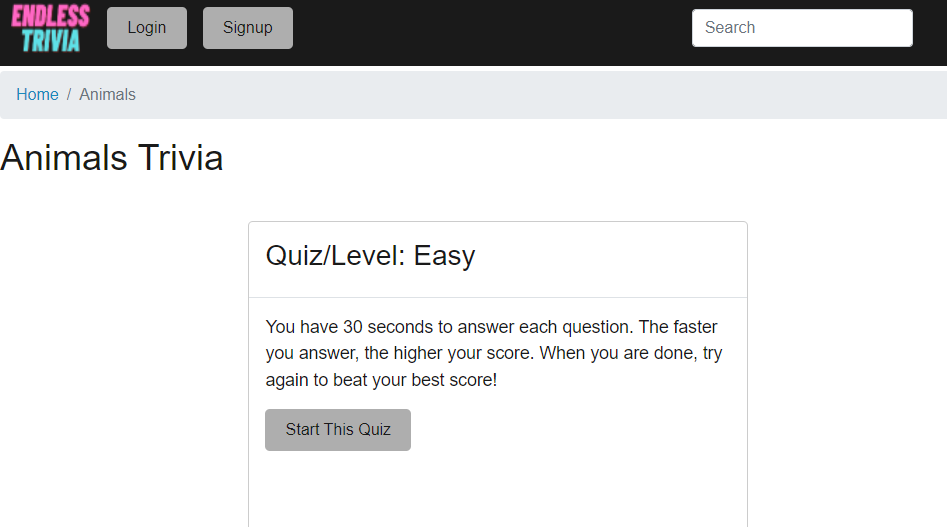 ENDLESS
TRIVIA
Login
Signup
Search
Home / Animals
Animals Trivia
Quiz/Level: Easy
You have 30 seconds to answer each question. The faster
you answer, the higher your score. When you are done, try
again to beat your best score!
Start This Quiz